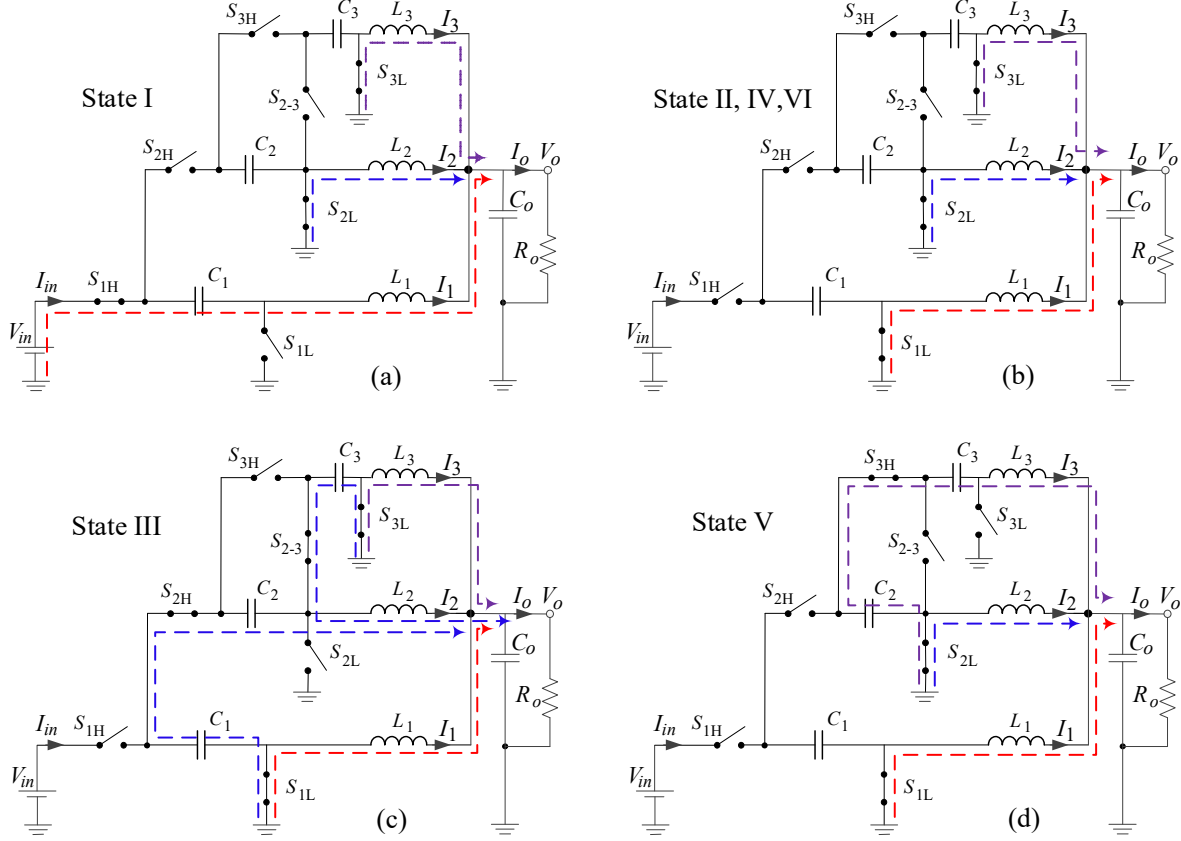 S3H C3 L3 I3
S3L
State I
S2-3
S2H C2 L2 I2 Io Vo
S2L Co
Ro
Iin S1H C1 L1 I1
Vin S1L
(a)
S3H C3 L3 I3
S3L
State II, IV,VI
S2-3
S2H C2 L2 I2 Io Vo
S2L Co
Ro
Iin S1H C1 L1 I1
Vin S1L
(b)
S3H C3 L3 I3
S3L
State III
S2-3
S2H C2 L2 I2 Io Vo
S2L Co
Ro
Iin S1H C1 L1 I1
Vin S1L
(c)
S3H C3 L3 I3
S3L
State V
S2-3
S2H C2 L2 I2 Io Vo
S2L Co
Ro
Iin S1H C1 L1 I1
Vin S1L
(d)